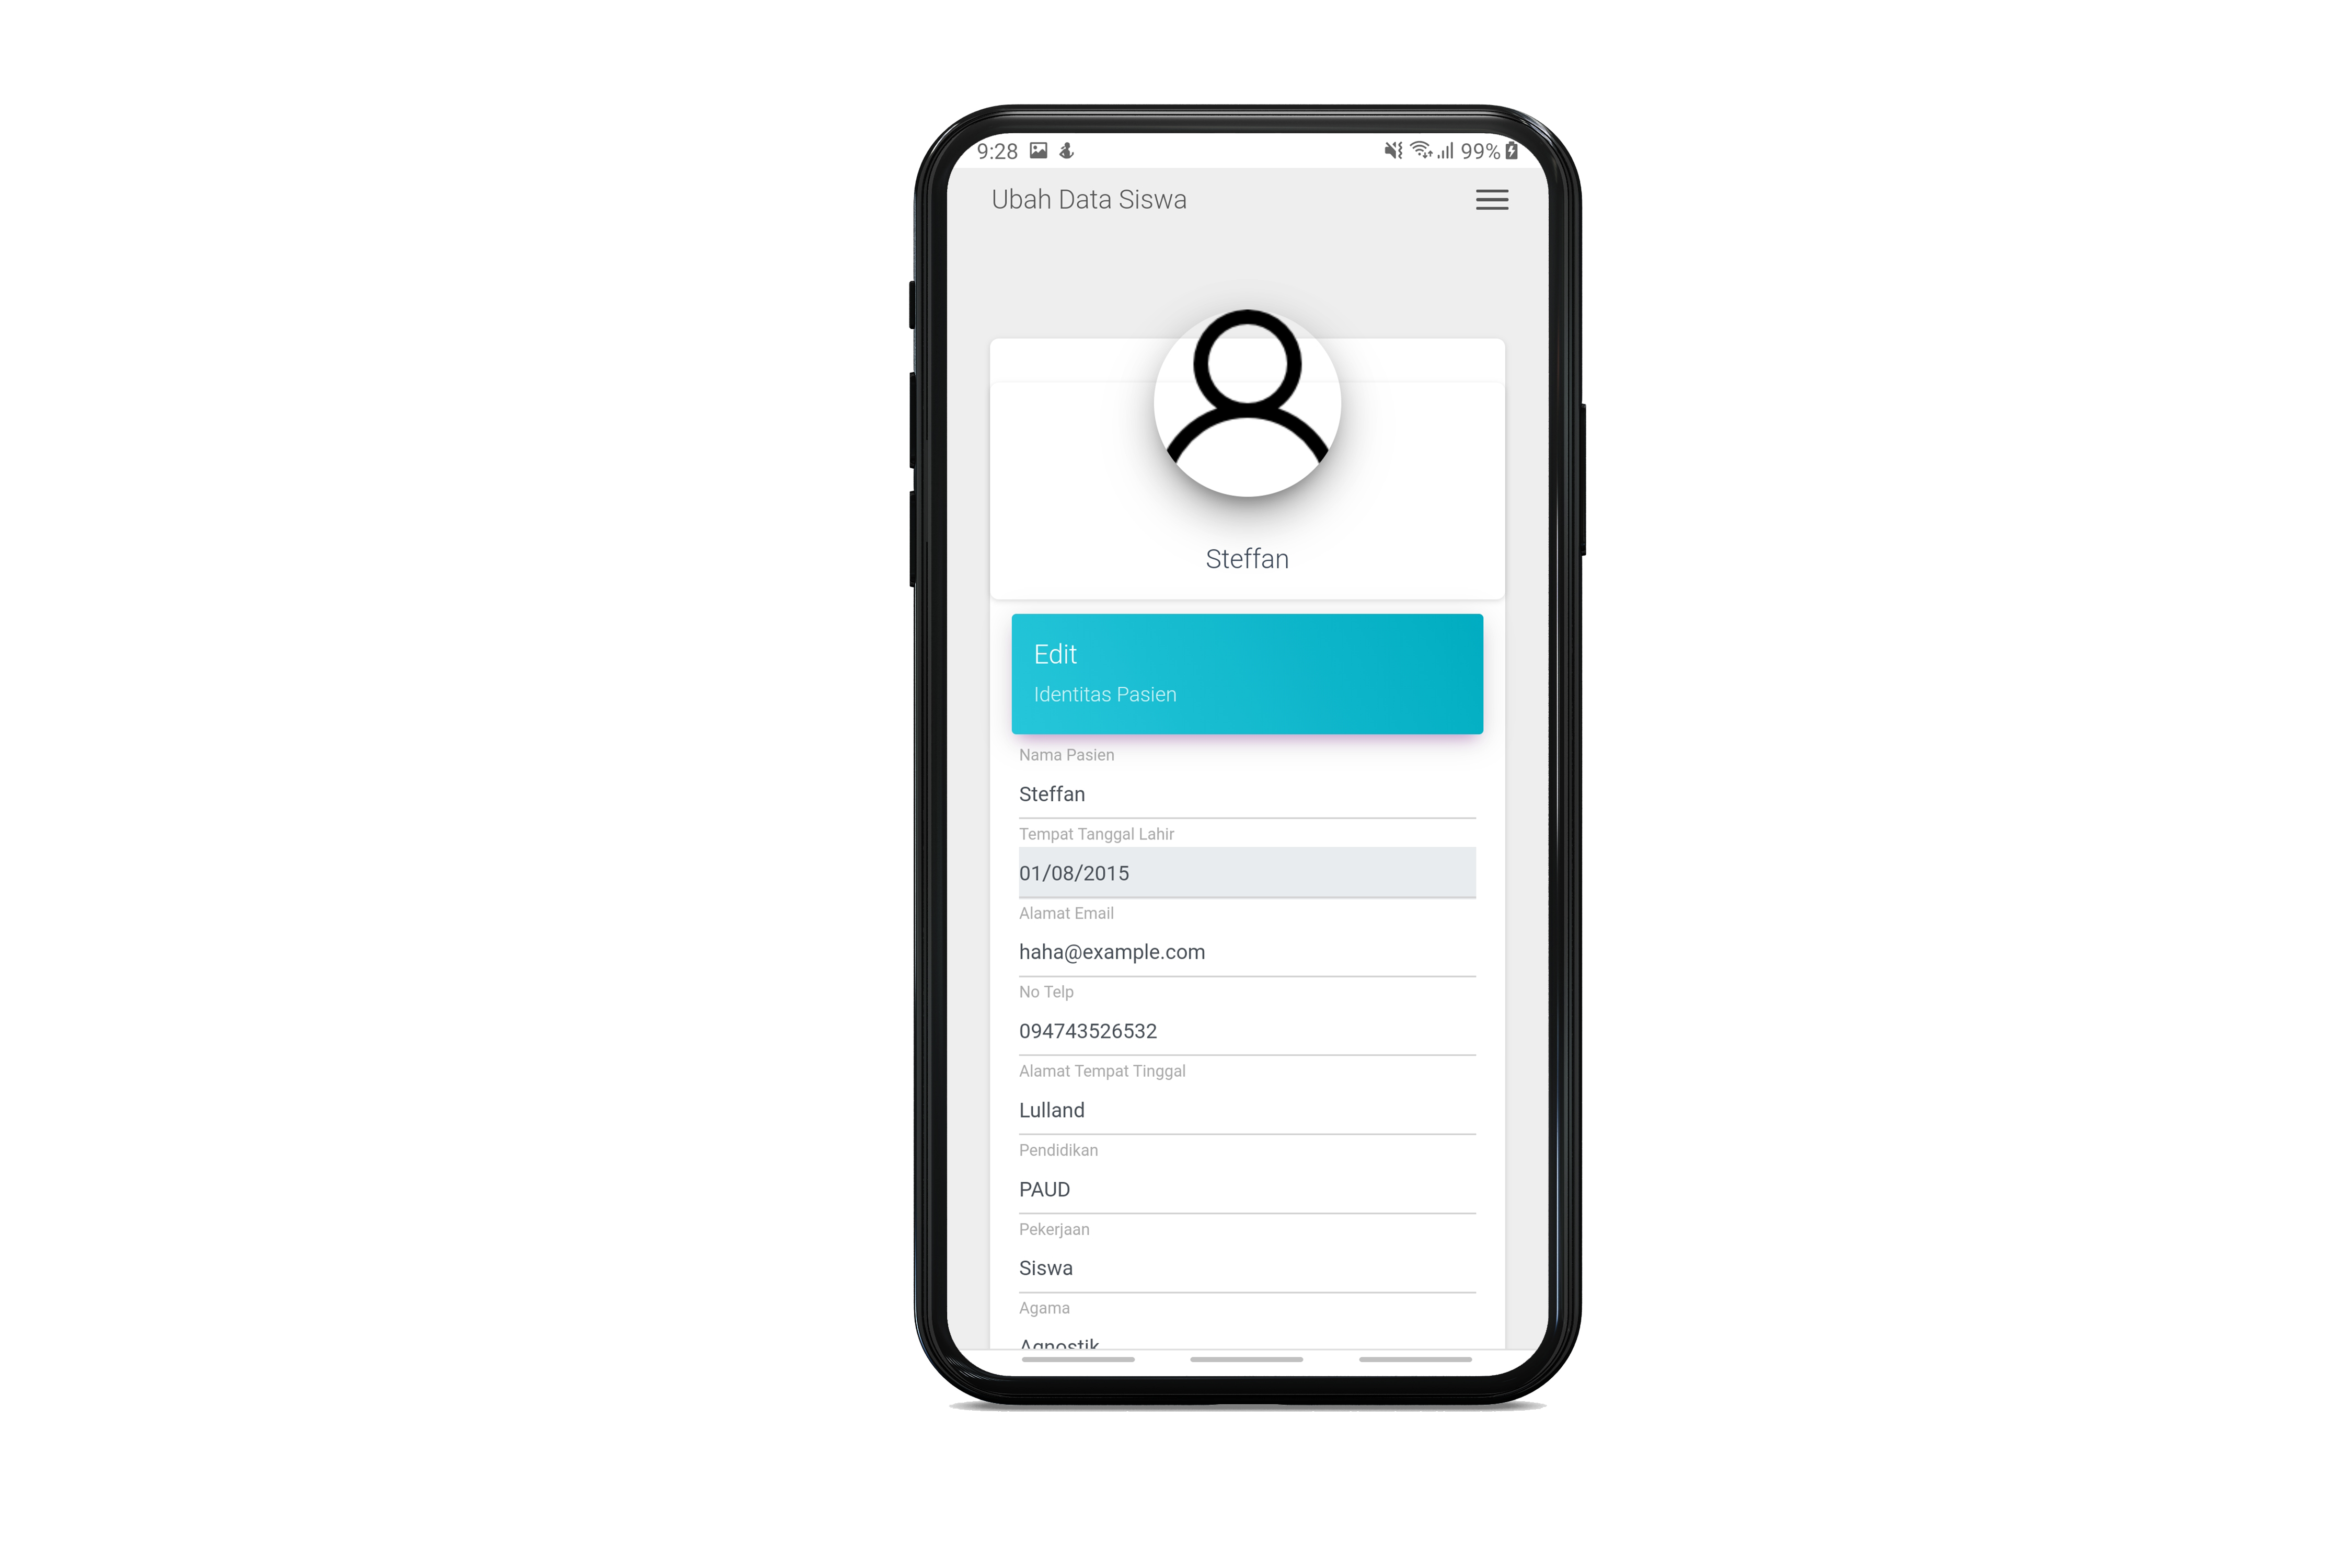 9:28
99%
Ubah Data Siswa
Steffan
Edit
Identitas Pasien
Nama Pasien
Steffan
Tempat Tanggal Lahir
01/08/2015
Alamat Email
haha@example.com
No Telp
094743526532
Alamat Tempat Tinggal
Lulland
Pendidikan
PAUD
Pekerjaan
Siswa
Agama
Agnostik